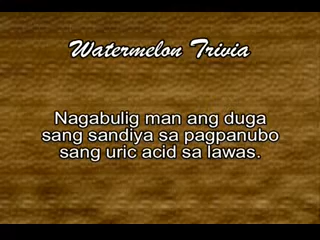 Watermelon Trivia
Nagabulig man ang duga
sang sandiya sa pagpanubo
sang uric acid sa lawas.